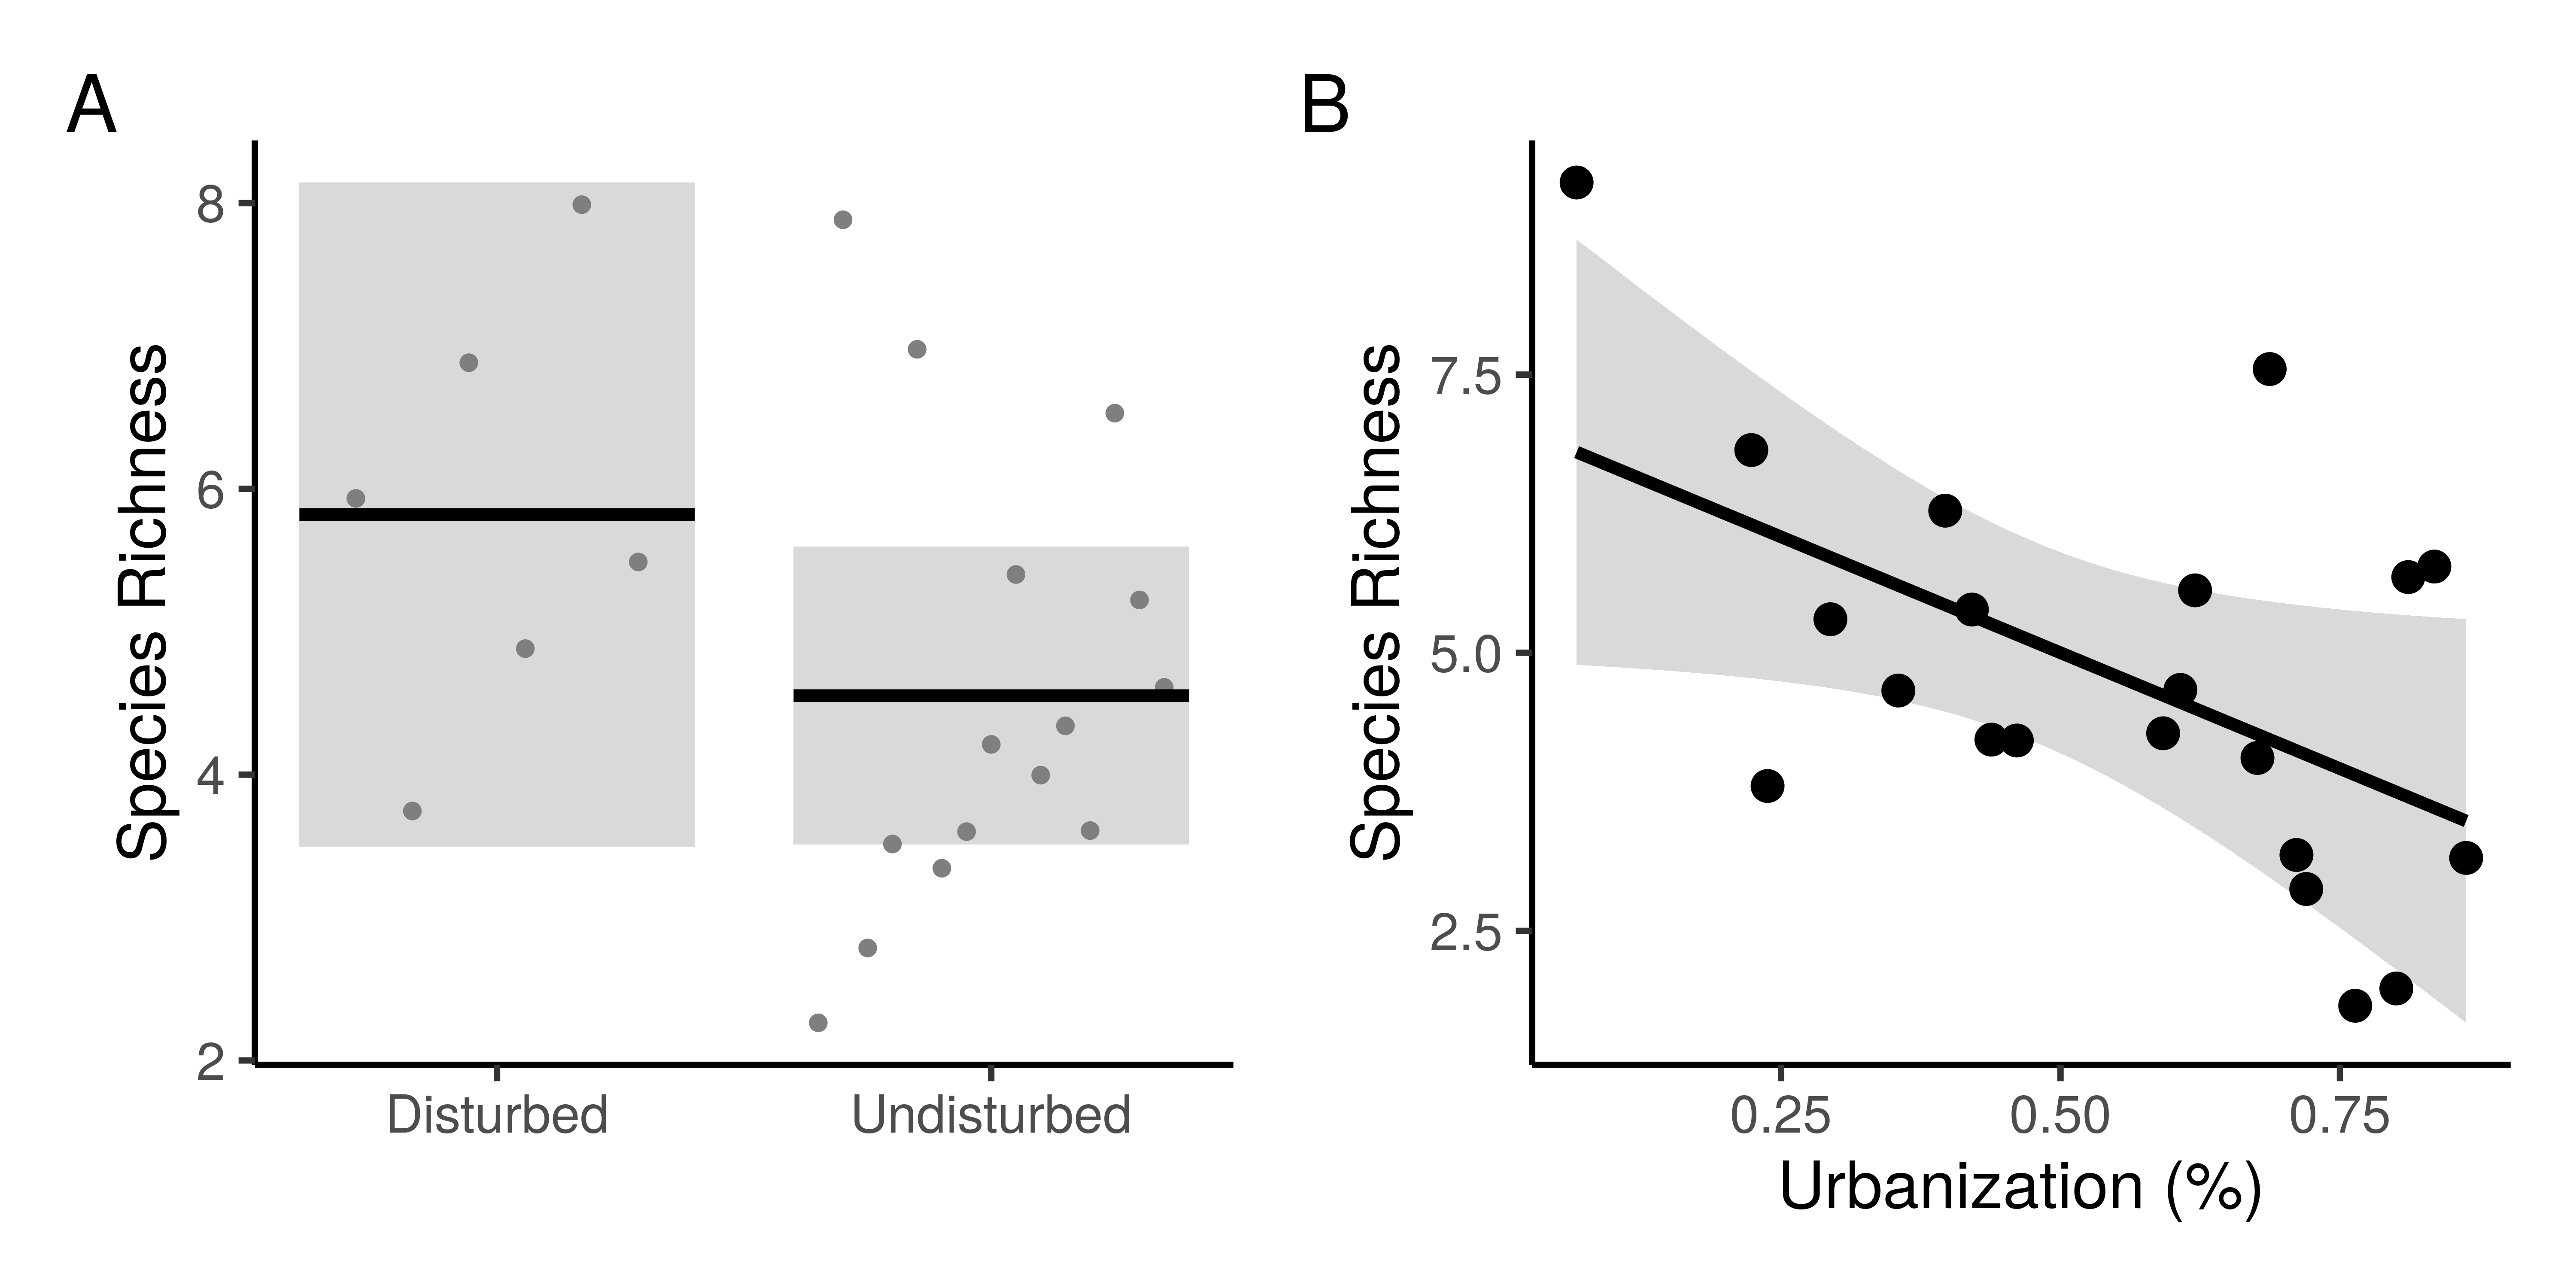 A
Species Richness
8
6
4
2
Disturbed
Undisturbed
B
Species Richness
7.5
5.0
2.5
0.25
0.50
0.75
Urbanization (%)